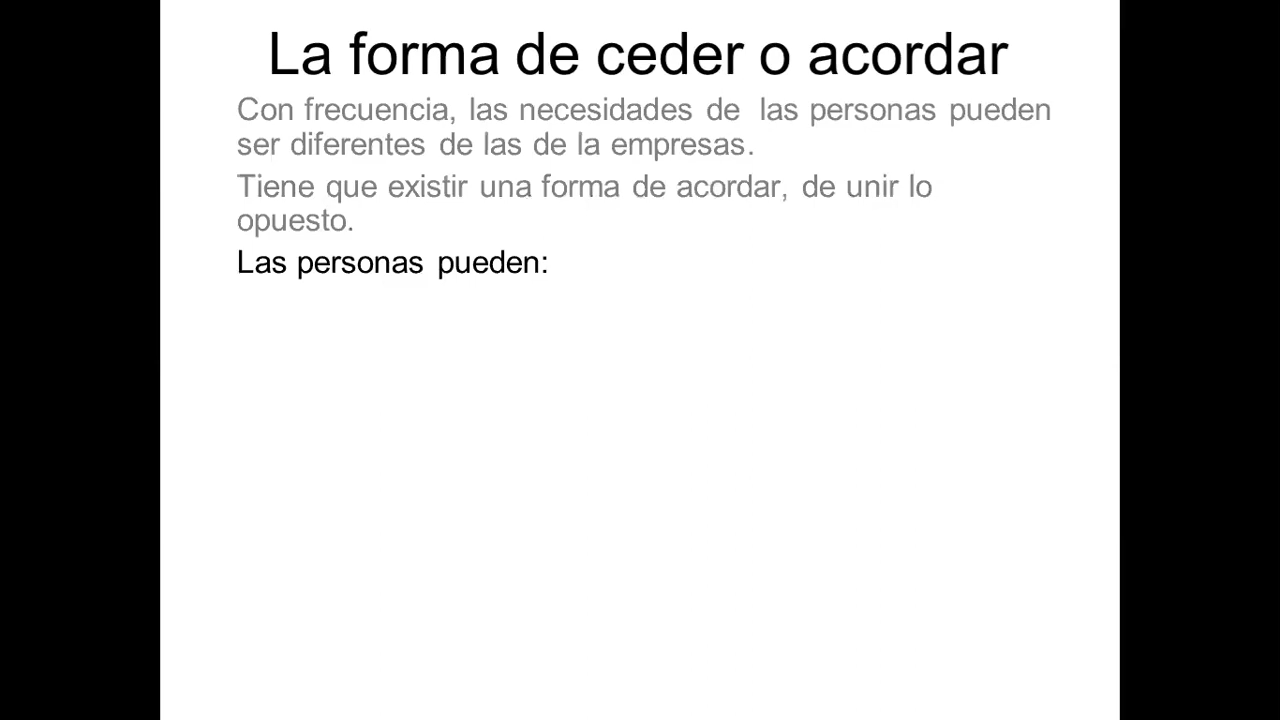 La forma de ceder o acordar
Con frecuencia, las necesidades de las personas pueden
ser diferentes de las de la empresas.
Tiene que existir una forma de acordar, de unir lo
opuesto.
Las personas pueden: